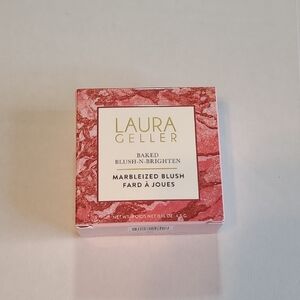 LAURA
GELLER
BAKED
BLUSH-N-BRIGHTEN
MARBLEIZED BLUSH
FARD À JOUES